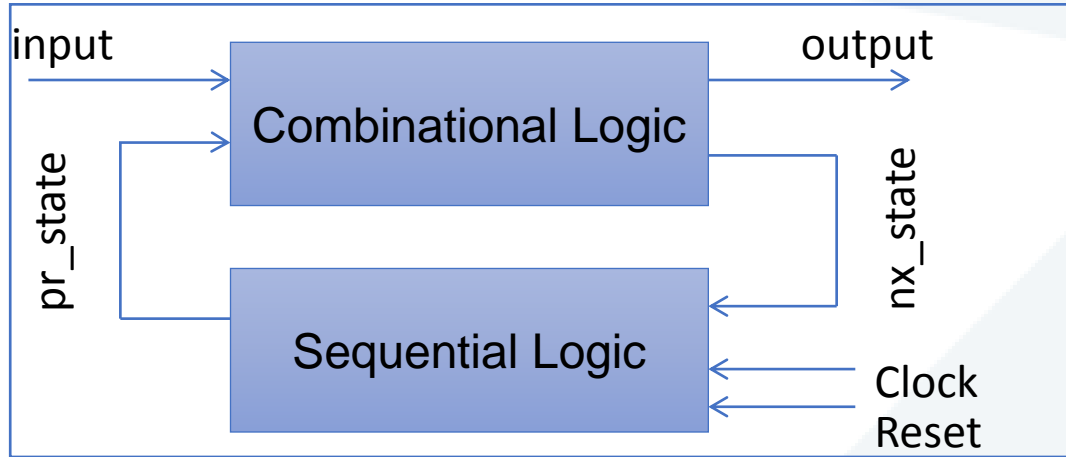 input
output
Combinational Logic
pr_state
nx_state
Sequential Logic
Clock
Reset